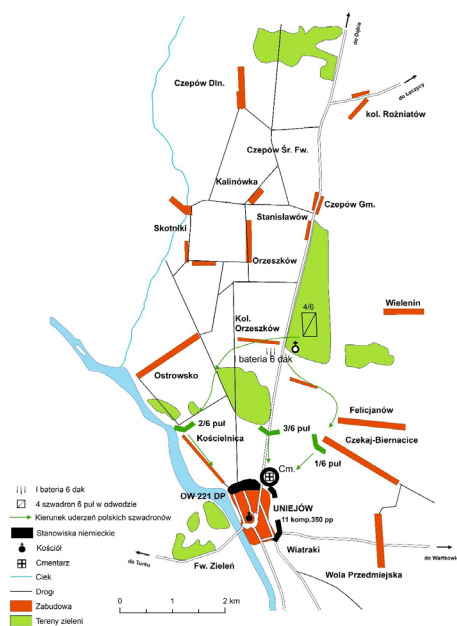 do Dąbia
Czepów Dln.
do Łęczycy
kol. Rożniatów
Czepów Śr. Fw.
Kalinówka
Czepów Gm.
Stanisławów
Skotniki
Orzeszków
4/6
Wielenin
Kol.
Orzeszków
I bateria 6 dak
Ostrowsko
Felicjanów
2/6 puł
3/6 puł
Kościelnica
Czekaj-Biernacice
1/6 puł
Cm.
OW 221 DP
UNIEJÓW
11 komp.350 pp
Wiatraki
do Turku
Fw. Zieleń
do Wartkowic
Wola Przedmiejska
I bateria 6 dak
4 szwadron 6 puł w odwodzie
Kierunek uderzeń polskich szwadronów
Stanowiska niemieckie
Kościół
Cmentarz
Ciek
Drogi
Zabudowa
Tereny zieleni
0 1 2 km